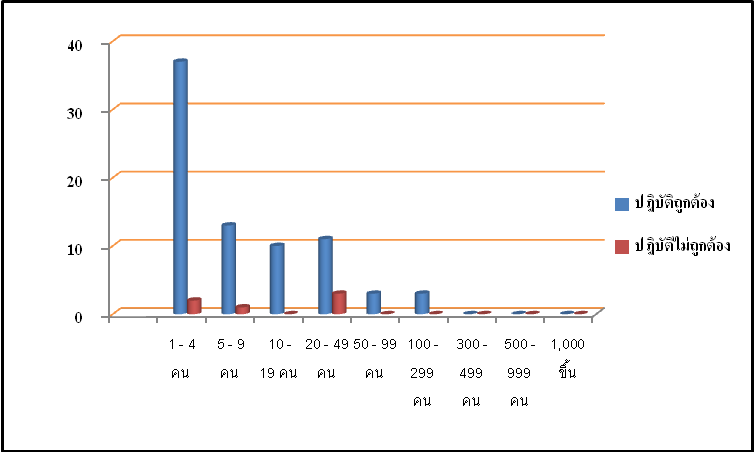 40
30
20
10
0
ปฏิบัติถูกต้อง
ปฏิบัติไม่ถูกต้อง
1 - 4 คน
5 - 9 คน
10 - 19 คน
20 - 49 คน
50 - 99 คน
100 - 299 คน
300 - 499 คน
500 - 999 คน
1,000 ขึ้น